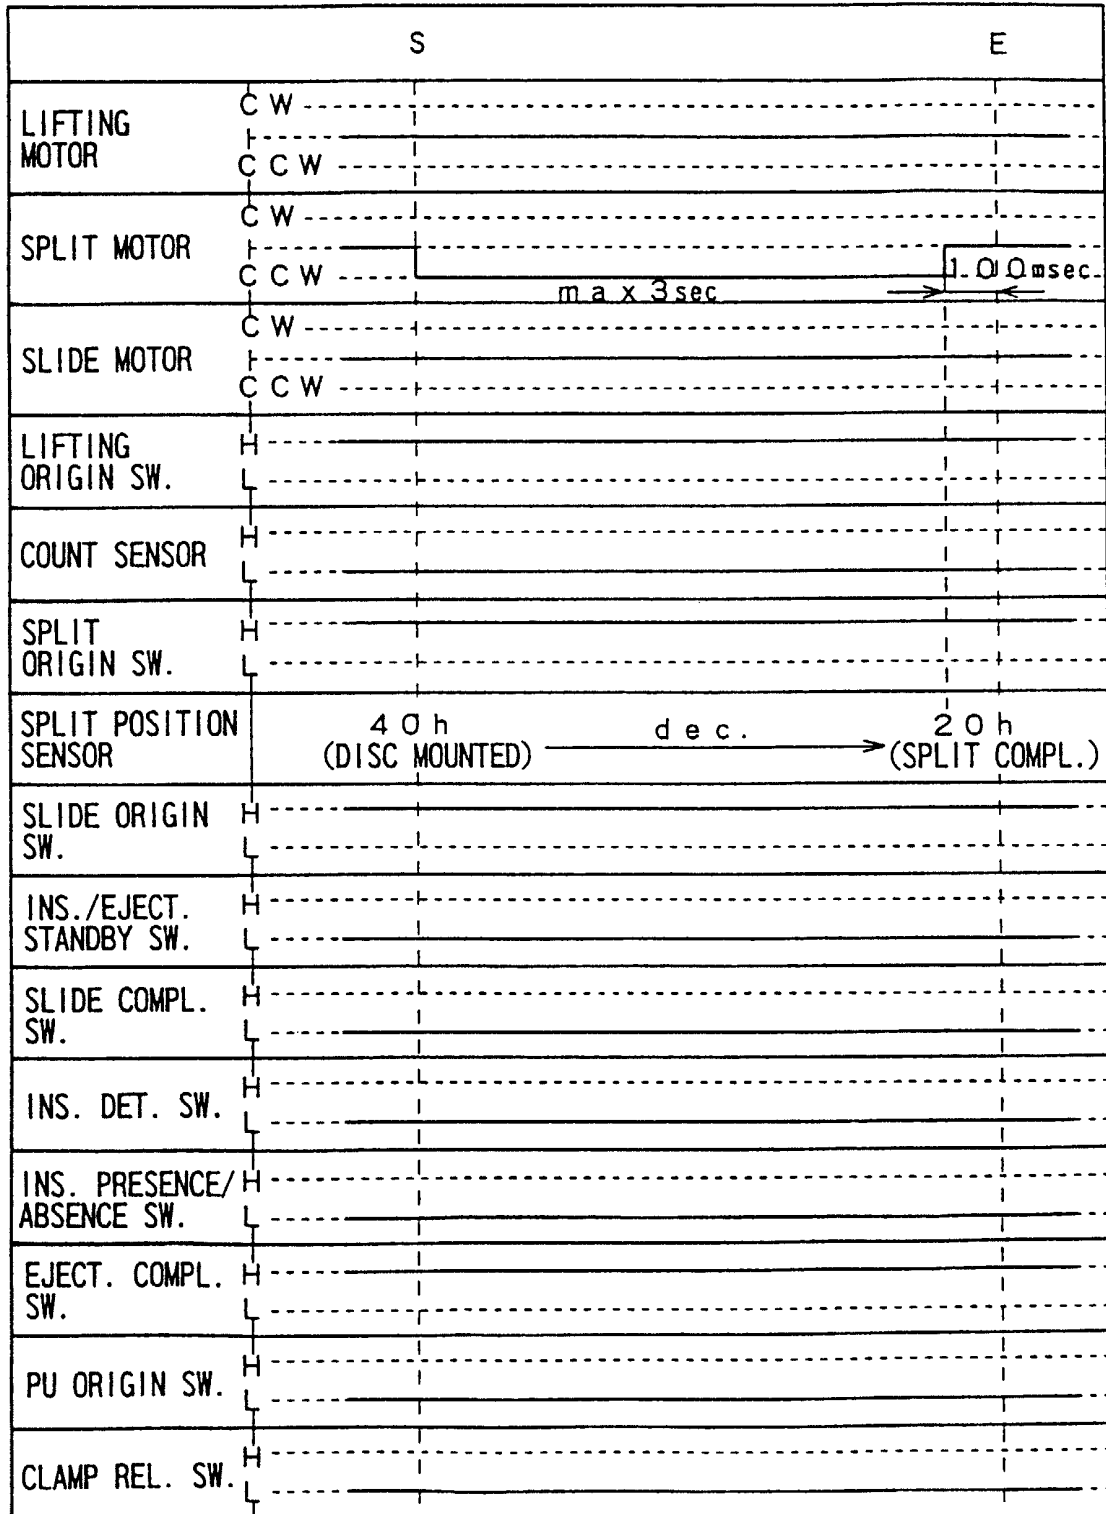 S E
LIFTING MOTOR
CW
CCW
SPLIT MOTOR
CW
CCW
max 3sec
100msec
SLIDE MOTOR
CW
CCW
LIFTING ORIGIN SW.
H
L
COUNT SENSOR
H
L
SPLIT ORIGIN SW.
H
L
SPLIT POSITION SENSOR
40h
(DISC MOUNTED)
dec.
20h
(SPLIT COMPL.)
SLIDE ORIGIN SW.
H
L
INS./EJECT. STANDBY SW.
H
L
SLIDE COMPL. SW.
H
L
INS. DET. SW.
H
L
INS. PRESENCE/ ABSENCE SW.
H
L
EJECT. COMPL. SW.
H
L
PU ORIGIN SW.
H
L
CLAMP REL. SW.
H
L